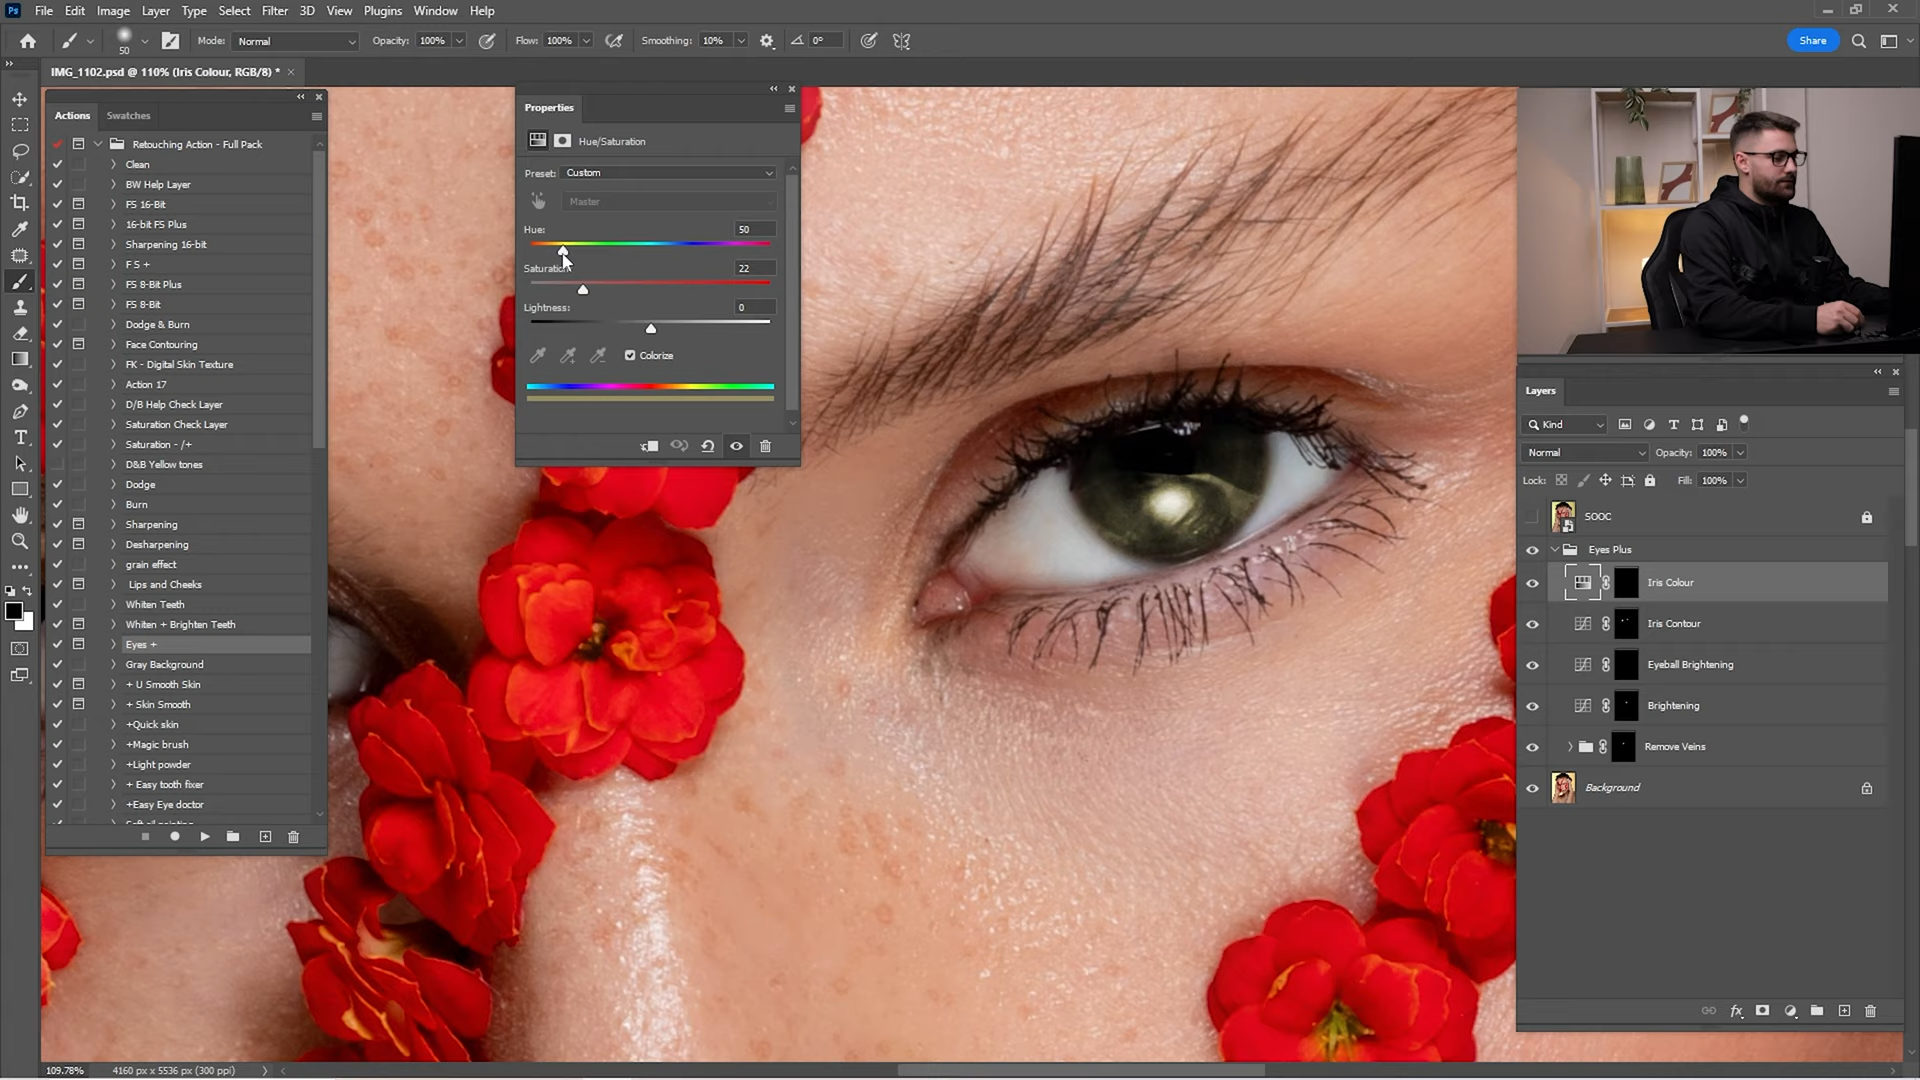 Ps File Edit Image Layer Type Select Filter 3D View Plugins Window Help
50 Mode: Normal Opacity: 100% Flow: 100% Smoothing: 10% 0° Share
IMG_1102.psd @ 110% (Iris Colour, RGB/8) *
Actions Swatches
Retouching Action - Full Pack
Clean
BW Help Layer
FS 16-Bit
16-bit FS Plus
Sharpening 16-bit
F S +
FS 8-Bit Plus
FS 8-Bit
Dodge & Burn
Face Contouring
FK - Digital Skin Texture
Action 17
D/B Help Check Layer
Saturation Check Layer
Saturation - /+
D&B Yellow tones
Dodge
Burn
Sharpening
Desharpening
grain effect
Lips and Cheeks
Whiten Teeth
Whiten + Brighten Teeth
Eyes +
Gray Background
+ U Smooth Skin
+ Skin Smooth
+Quick skin
+Magic brush
+Light powder
+ Easy tooth fixer
+Easy Eye doctor
Properties
Hue/Saturation
Preset: Custom
Master
Hue: 50
Saturation: 22
Lightness: 0
Colorize
Layers
Kind
Normal Opacity: 100%
Lock: Fill: 100%
SOOC
Eyes Plus
Iris Colour
Iris Contour
Eyeball Brightening
Brightening
Remove Veins
Background
fx
109.78% 4160 px x 5536 px (300 ppi)